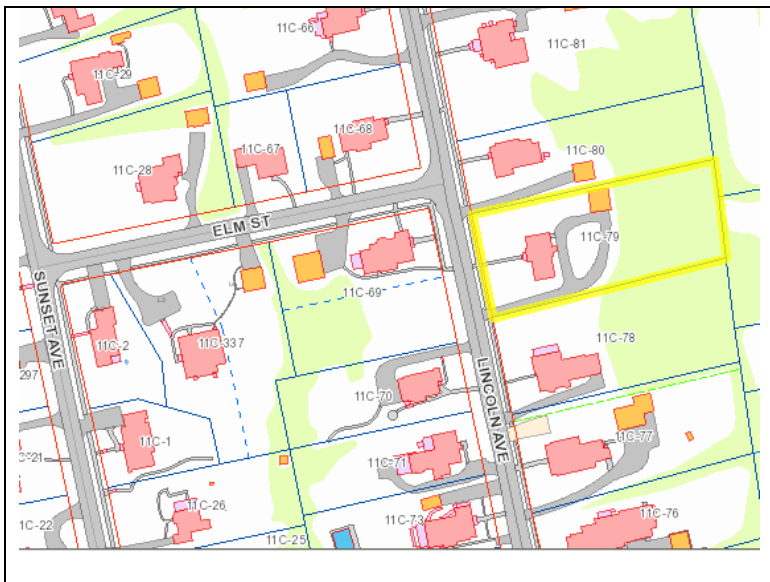 11C-66
11C-81
11C-29
11C-68
11C-67
11C-80
11C-28
ELM ST
11C-79
SUNSET AVE
11C-69
11C-2
11C-337
11C-78
297
LINCOLN AVE
11C-70
11C-1
11C-77
C-21
11C-71
11C-26
11C-73
11C-76
1C-22
11C-25